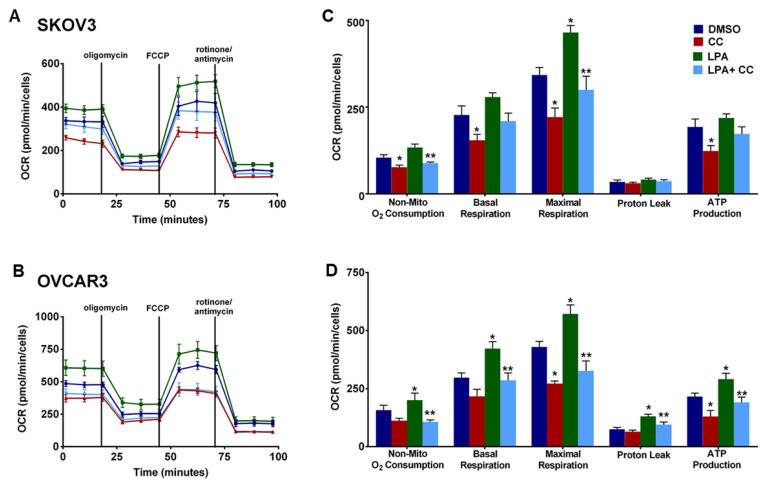 A SKOV3
OCR (pmol/min/cells)
600
400
200
0
oligomycin
FCCP
rotinone/
antimycin
0 25 50 75 100
Time (minutes)
C
OCR (pmol/min/cells)
500
250
0
DMSO
CC
LPA
LPA+ CC
* ** * * * ** *
Non-Mito
O2 Consumption
Basal
Respiration
Maximal
Respiration
Proton Leak
ATP
Production
B OVCAR3
OCR (pmol/min/cells)
1000
750
500
250
0
oligomycin
FCCP
rotinone/
antimycin
0 25 50 75 100
Time (minutes)
D
OCR (pmol/min/cells)
750
500
250
0
* ** * ** * * ** * ** * * **
Non-Mito
O2 Consumption
Basal
Respiration
Maximal
Respiration
Proton Leak
ATP
Production